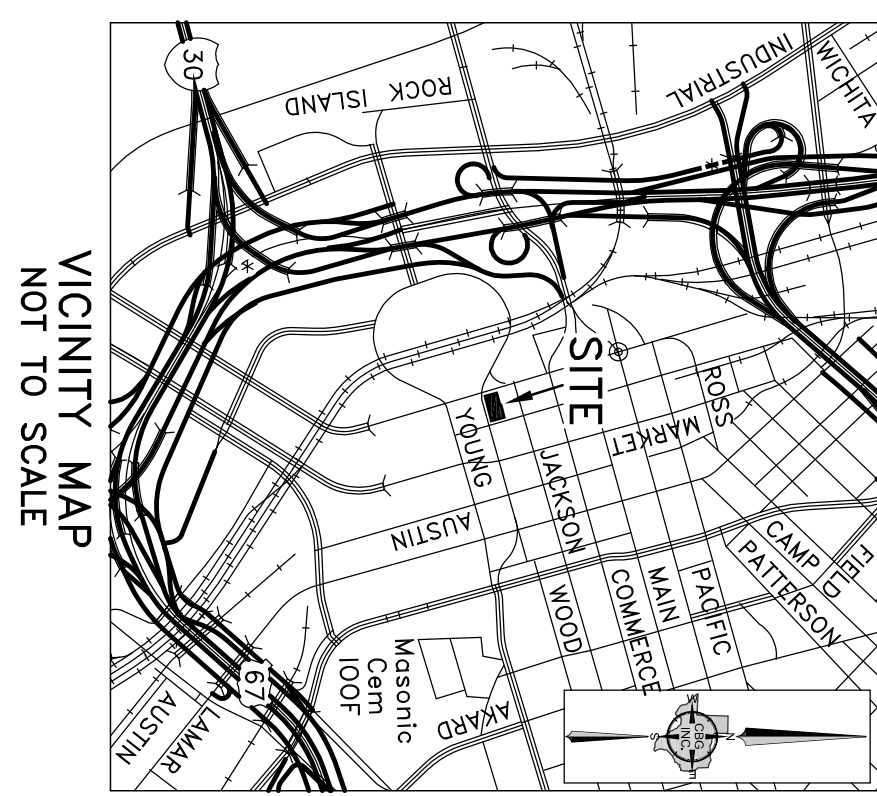 VICINITY MAP
NOT TO SCALE
30
ROCK ISLAND
INDUSTRIAL
WICHITA
SITE
ROSS
MARKET
YOUNG
JACKSON
AUSTIN
WOOD
COMMERCE
MAIN
PACIFIC
CAMP
PATTERSON
FIELD
Masonic
Cem
IOOF
AKARD
67
LAMAR
AUSTIN
CBG
INC.
N
S
W
E